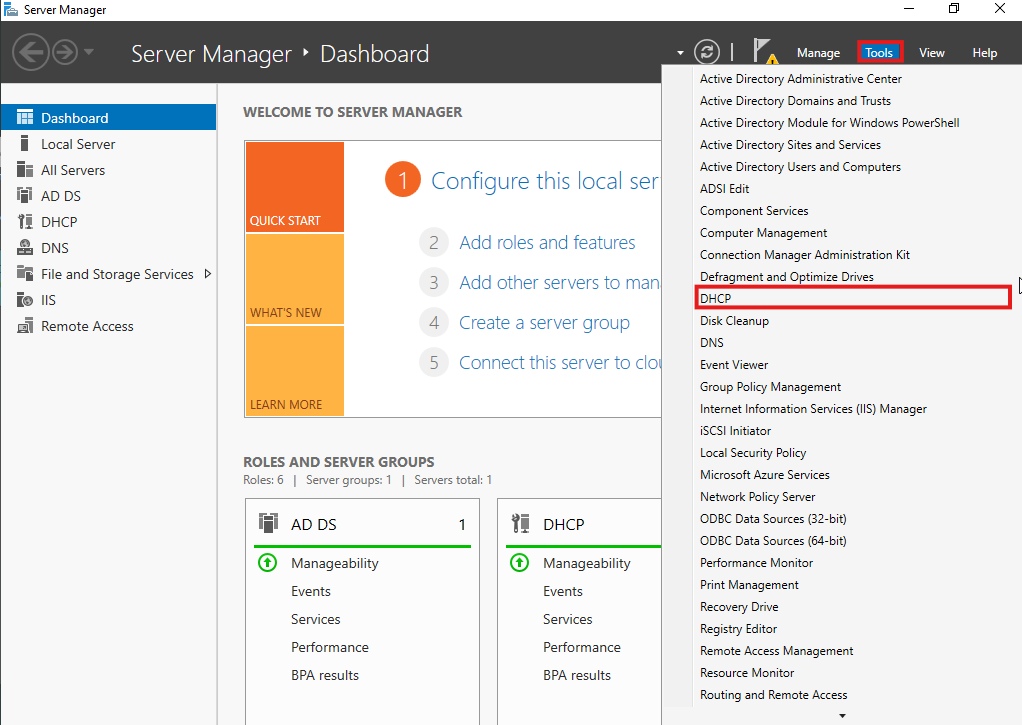 Server Manager
Server Manager ‣ Dashboard
Manage Tools View Help
Dashboard
Local Server
All Servers
AD DS
DHCP
DNS
File and Storage Services
IIS
Remote Access
WELCOME TO SERVER MANAGER
QUICK START
WHAT'S NEW
LEARN MORE
1 Configure this local ser
2 Add roles and features
3 Add other servers to man
4 Create a server group
5 Connect this server to clou
ROLES AND SERVER GROUPS
Roles: 6 | Server groups: 1 | Servers total: 1
AD DS 1
Manageability
Events
Services
Performance
BPA results
DHCP
Manageability
Events
Services
Performance
BPA results
Active Directory Administrative Center
Active Directory Domains and Trusts
Active Directory Module for Windows PowerShell
Active Directory Sites and Services
Active Directory Users and Computers
ADSI Edit
Component Services
Computer Management
Connection Manager Administration Kit
Defragment and Optimize Drives
DHCP
Disk Cleanup
DNS
Event Viewer
Group Policy Management
Internet Information Services (IIS) Manager
iSCSI Initiator
Local Security Policy
Microsoft Azure Services
Network Policy Server
ODBC Data Sources (32-bit)
ODBC Data Sources (64-bit)
Performance Monitor
Print Management
Recovery Drive
Registry Editor
Remote Access Management
Resource Monitor
Routing and Remote Access